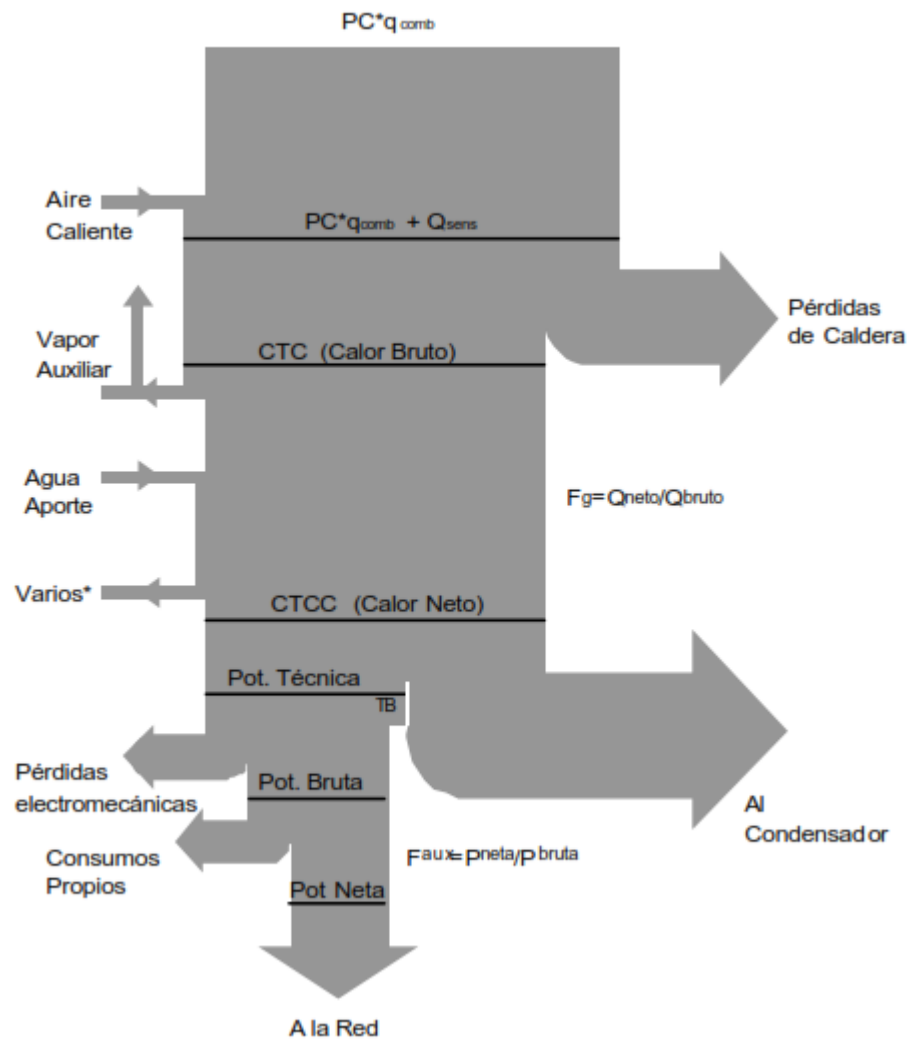 PC*q comb
Aire
Caliente
PC*qcomb + Qsens
Pérdidas
de Caldera
Vapor
Auxiliar
CTC (Calor Bruto)
Agua
Aporte
Fg=Qneto/Qbruto
Varios*
CTCC (Calor Neto)
Pot. Técnica
TB
Pérdidas
electromecánicas
Pot. Bruta
Al
Condensador
Consumos
Propios
Faux=Pneta/Pbruta
Pot Neta
A la Red